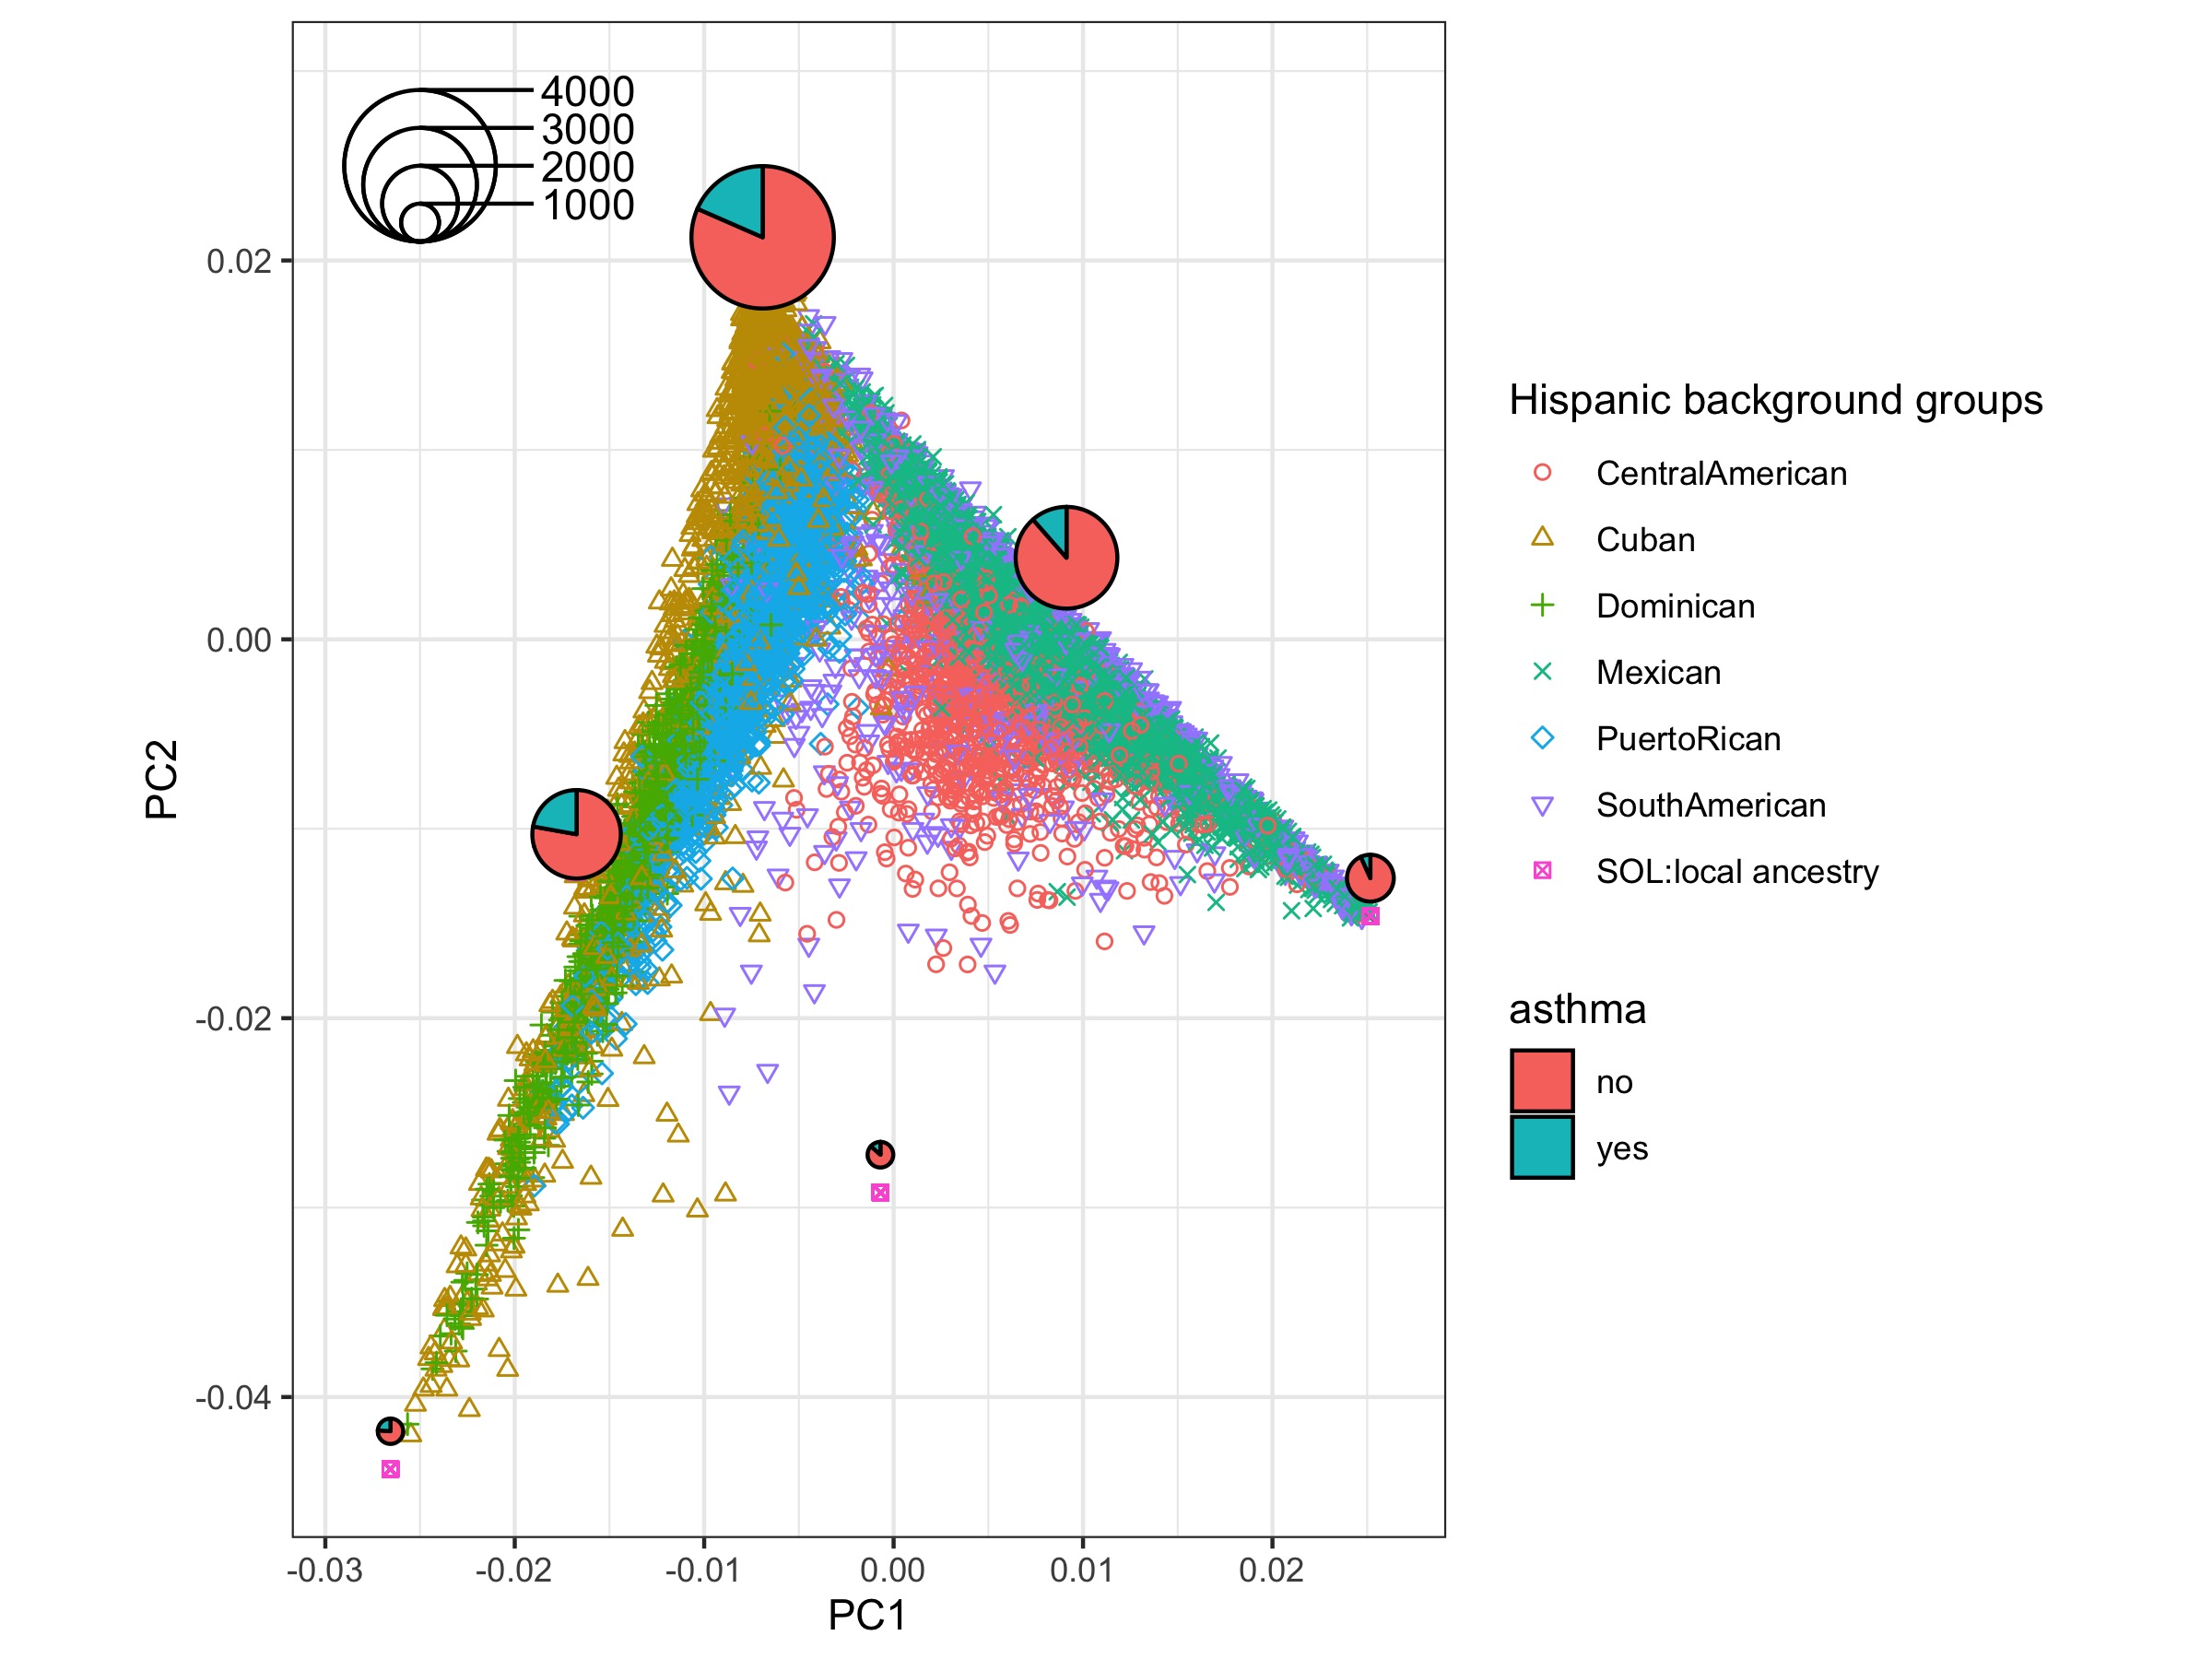 4000
3000
2000
1000
0.02
0.00
-0.02
-0.04
PC2
-0.03
-0.02
-0.01
0.00
0.01
0.02
PC1
Hispanic background groups
CentralAmerican
Cuban
Dominican
Mexican
PuertoRican
SouthAmerican
SOL:local ancestry
asthma
no
yes